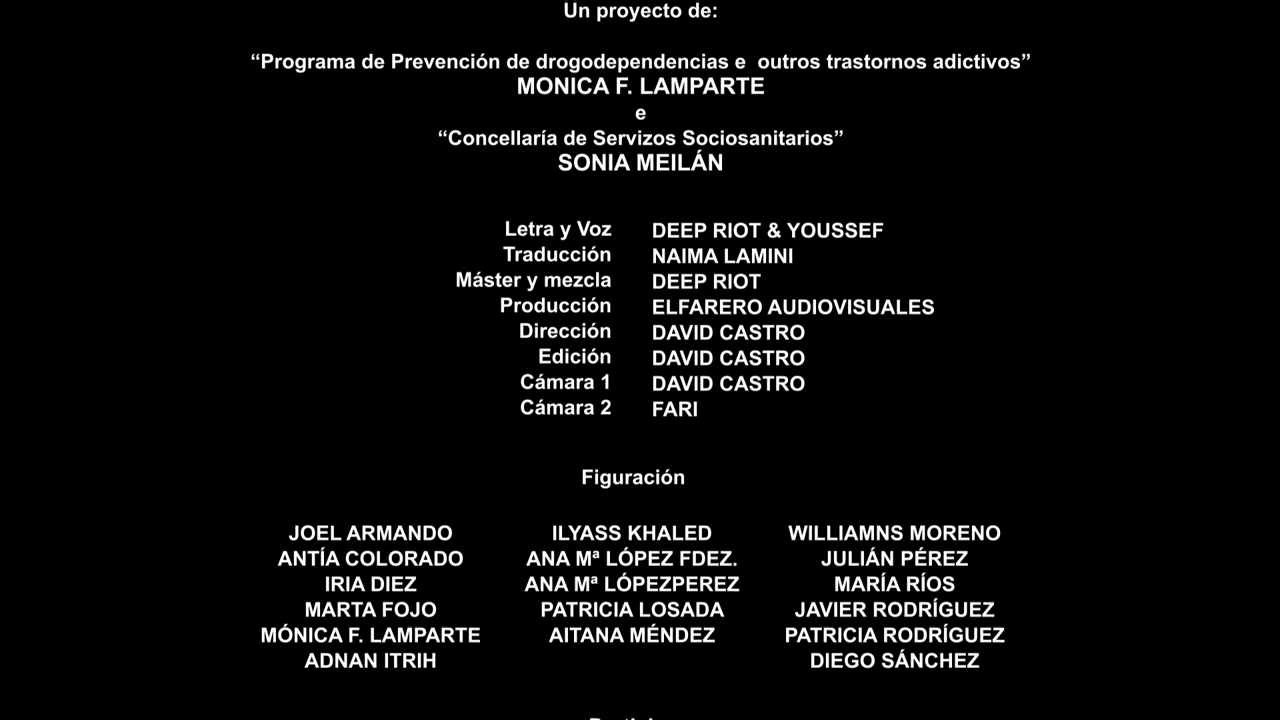 Un proyecto de:
“Programa de Prevención de drogodependencias e outros trastornos adictivos”
MONICA F. LAMPARTE
e
“Concellaría de Servizos Sociosanitarios”
SONIA MEILÁN
Letra y Voz DEEP RIOT & YOUSSEF
Traducción NAIMA LAMINI
Máster y mezcla DEEP RIOT
Producción ELFARERO AUDIOVISUALES
Dirección DAVID CASTRO
Edición DAVID CASTRO
Cámara 1 DAVID CASTRO
Cámara 2 FARI
Figuración
JOEL ARMANDO ILYASS KHALED WILLIAMNS MORENO
ANTÍA COLORADO ANA Mª LÓPEZ FDEZ. JULIÁN PÉREZ
IRIA DIEZ ANA Mª LÓPEZPEREZ MARÍA RÍOS
MARTA FOJO PATRICIA LOSADA JAVIER RODRÍGUEZ
MÓNICA F. LAMPARTE AITANA MÉNDEZ PATRICIA RODRÍGUEZ
ADNAN ITRIH DIEGO SÁNCHEZ